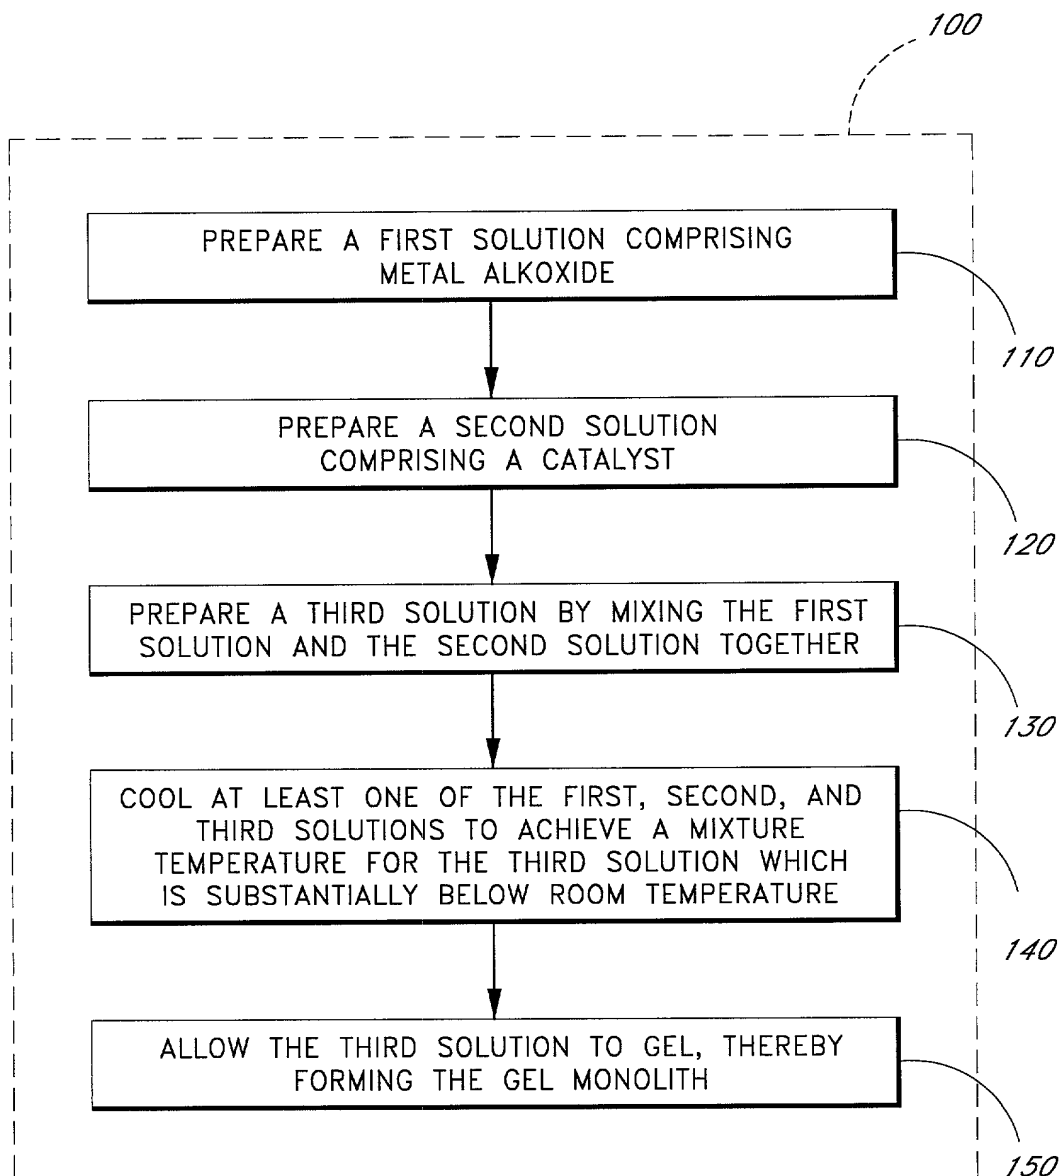 100
PREPARE A FIRST SOLUTION COMPRISING
METAL ALKOXIDE
110
PREPARE A SECOND SOLUTION
COMPRISING A CATALYST
120
PREPARE A THIRD SOLUTION BY MIXING THE FIRST
SOLUTION AND THE SECOND SOLUTION TOGETHER
130
COOL AT LEAST ONE OF THE FIRST, SECOND, AND
THIRD SOLUTIONS TO ACHIEVE A MIXTURE
TEMPERATURE FOR THE THIRD SOLUTION WHICH
IS SUBSTANTIALLY BELOW ROOM TEMPERATURE
140
ALLOW THE THIRD SOLUTION TO GEL, THEREBY
FORMING THE GEL MONOLITH
150